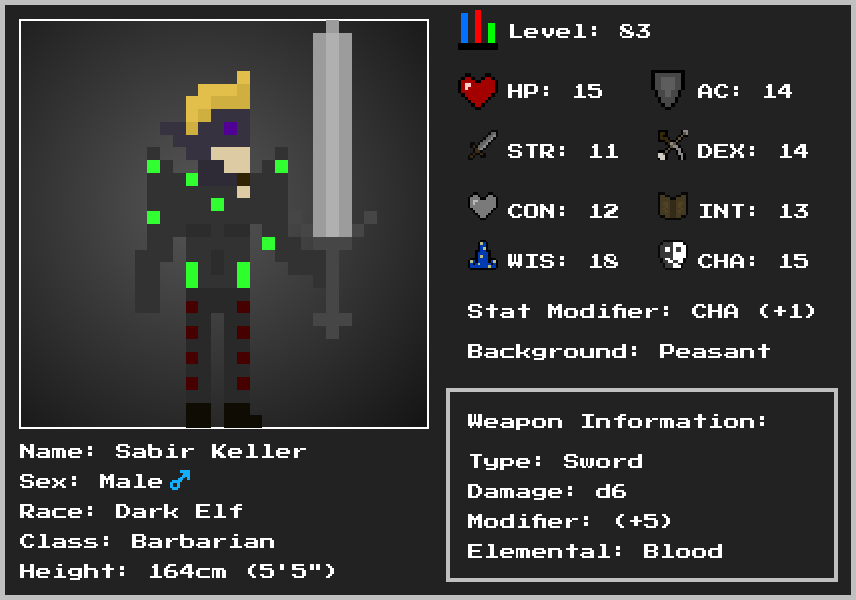 Level: 83
HP: 15 AC: 14
STR: 11 DEX: 14
CON: 12 INT: 13
WIS: 18 CHA: 15
Stat Modifier: CHA (+1)
Background: Peasant
Weapon Information:
Type: Sword
Damage: d6
Modifier: (+5)
Elemental: Blood
Name: Sabir Keller
Sex: Male ♂
Race: Dark Elf
Class: Barbarian
Height: 164cm (5'5")